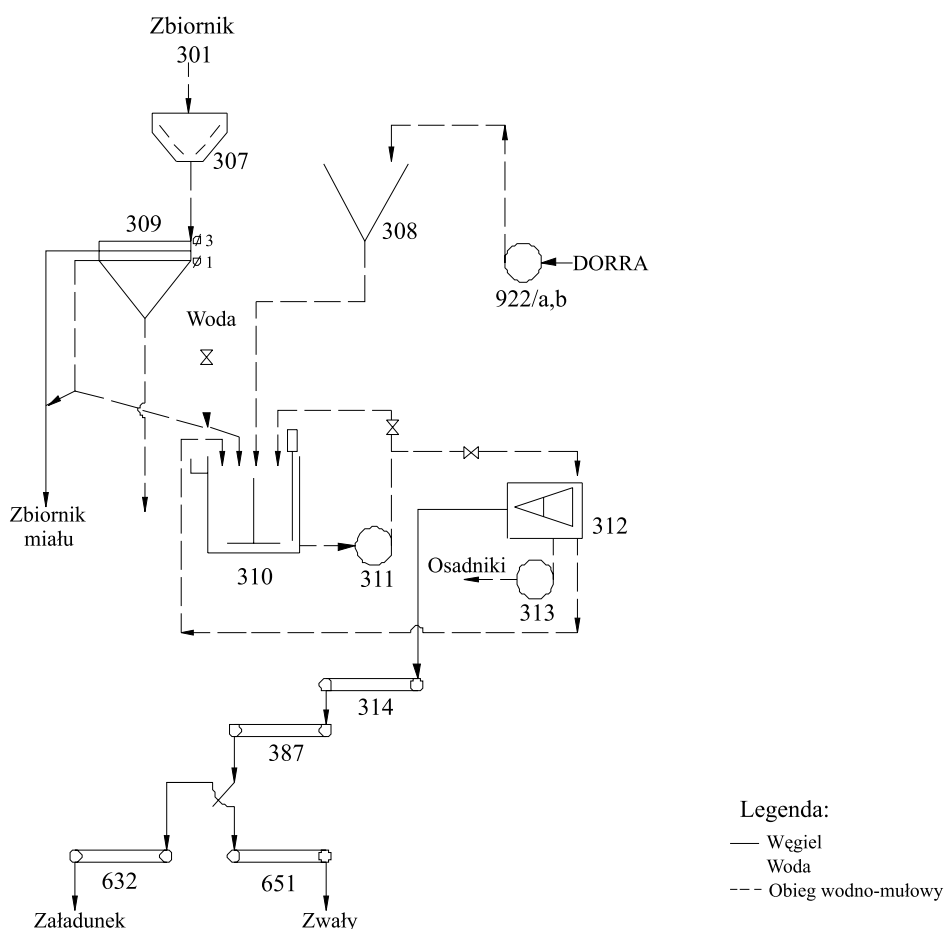 Zbiornik
301
307
309
ø 3
ø 1
308
DORRA
922/a,b
Woda
Zbiornik
miału
310
311
312
Osadniki
313
314
387
632
651
Załadunek
Zwały
Legenda:
Węgiel
Woda
Obieg wodno-mułowy